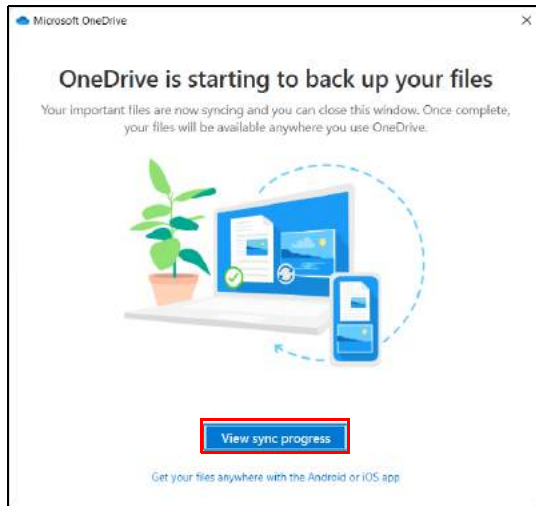 Microsoft OneDrive
OneDrive is starting to back up your files
Your important files are now syncing and you can close this window. Once complete,
your files will be available anywhere you use OneDrive.
View sync progress
Get your files anywhere with the Android or iOS app